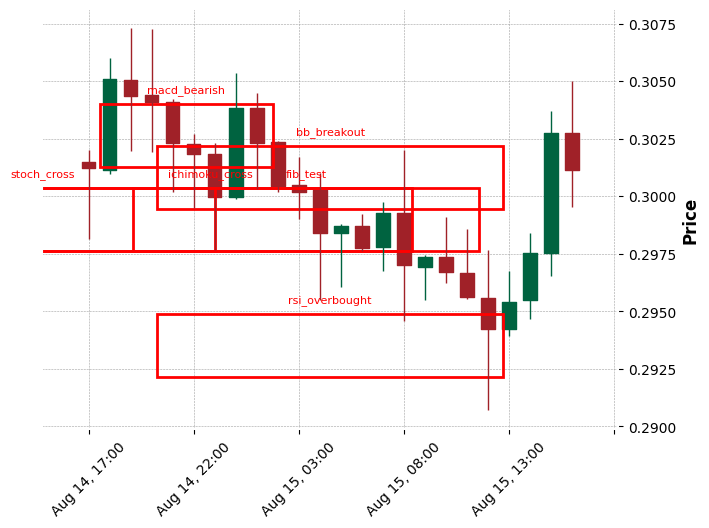 macd_bearish
bb_breakout
stoch_cross
ichimoku_cross
fib_test
rsi_overbought
0.3075
0.3050
0.3025
0.3000
0.2975
0.2950
0.2925
0.2900
Price
Aug 14, 17:00
Aug 14, 22:00
Aug 15, 03:00
Aug 15, 08:00
Aug 15, 13:00